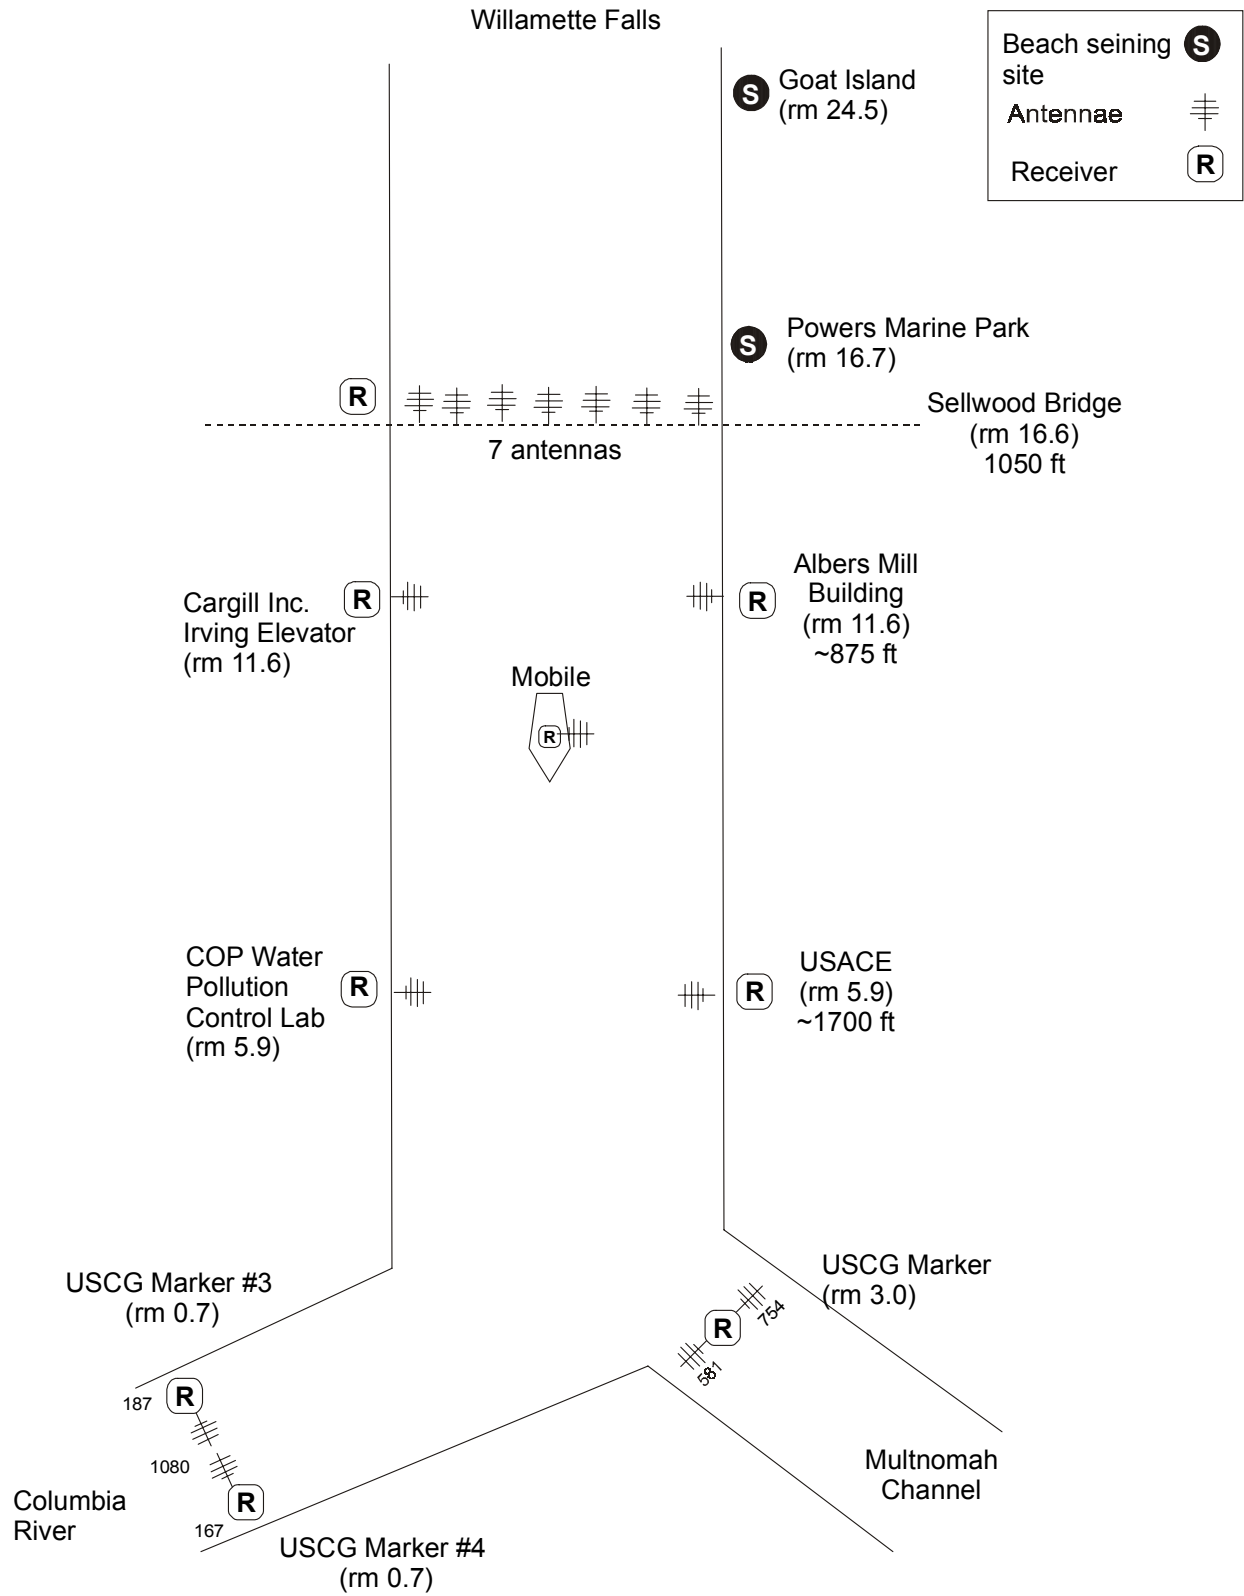 Willamette Falls
Beach seining S
site
Antennae
Receiver R
S Goat Island
(rm 24.5)
S Powers Marine Park
(rm 16.7)
R
7 antennas
Sellwood Bridge
(rm 16.6)
1050 ft
Cargill Inc.
Irving Elevator
(rm 11.6)
R
R
Albers Mill
Building
(rm 11.6)
~875 ft
Mobile
R
COP Water
Pollution
Control Lab
(rm 5.9)
R
R
USACE
(rm 5.9)
~1700 ft
USCG Marker #3
(rm 0.7)
USCG Marker
(rm 3.0)
754
R
581
187
R
1080
R
167
Columbia
River
Multnomah
Channel
USCG Marker #4
(rm 0.7)